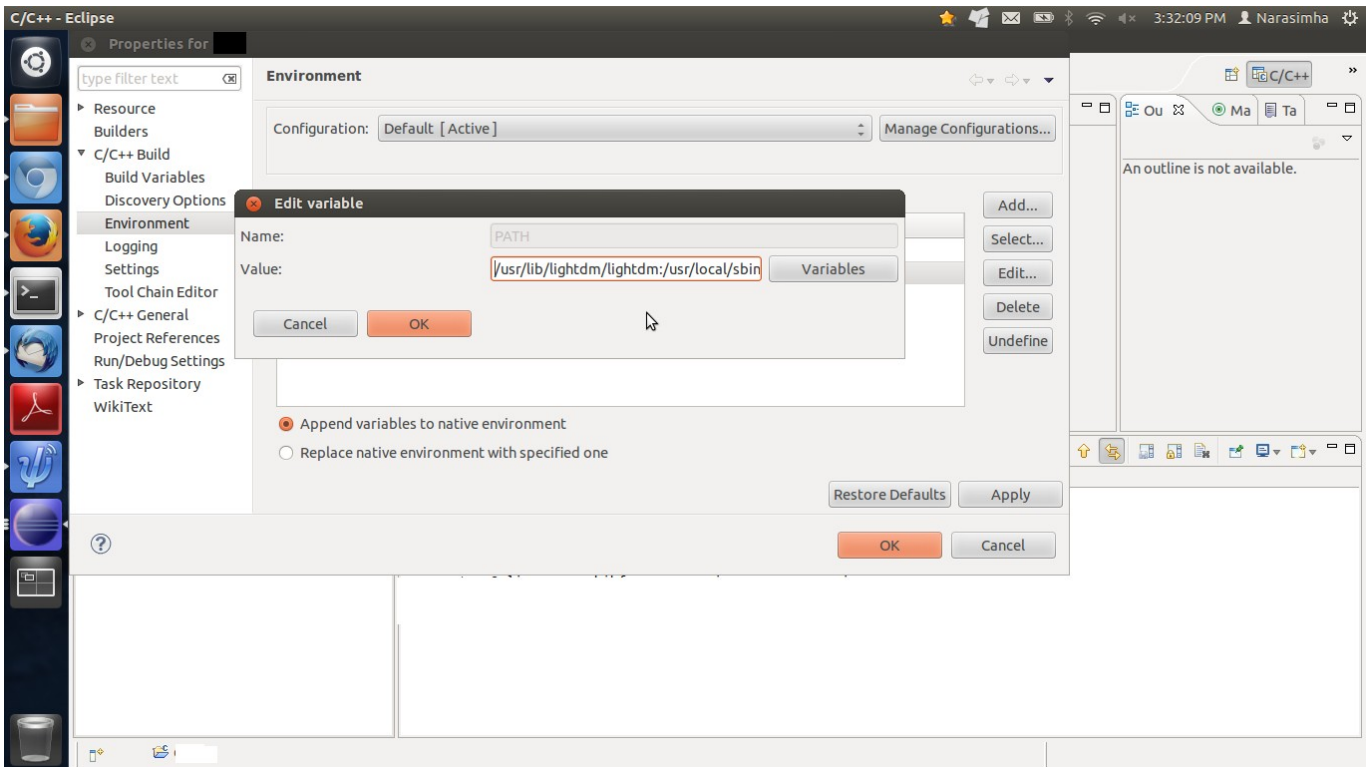 C/C++ - Eclipse
3:32:09 PM Narasimha
Properties for
type filter text
Resource
Builders
C/C++ Build
Build Variables
Discovery Options
Environment
Logging
Settings
Tool Chain Editor
C/C++ General
Project References
Run/Debug Settings
Task Repository
WikiText
Environment
Configuration: Default [Active]
Manage Configurations...
Add...
Select...
Edit...
Delete
Undefine
Edit variable
Name: PATH
Value: /usr/lib/lightdm/lightdm:/usr/local/sbin
Variables
Cancel
OK
Append variables to native environment
Replace native environment with specified one
Restore Defaults
Apply
OK
Cancel
C/C++
Ou
Ma
Ta
An outline is not available.